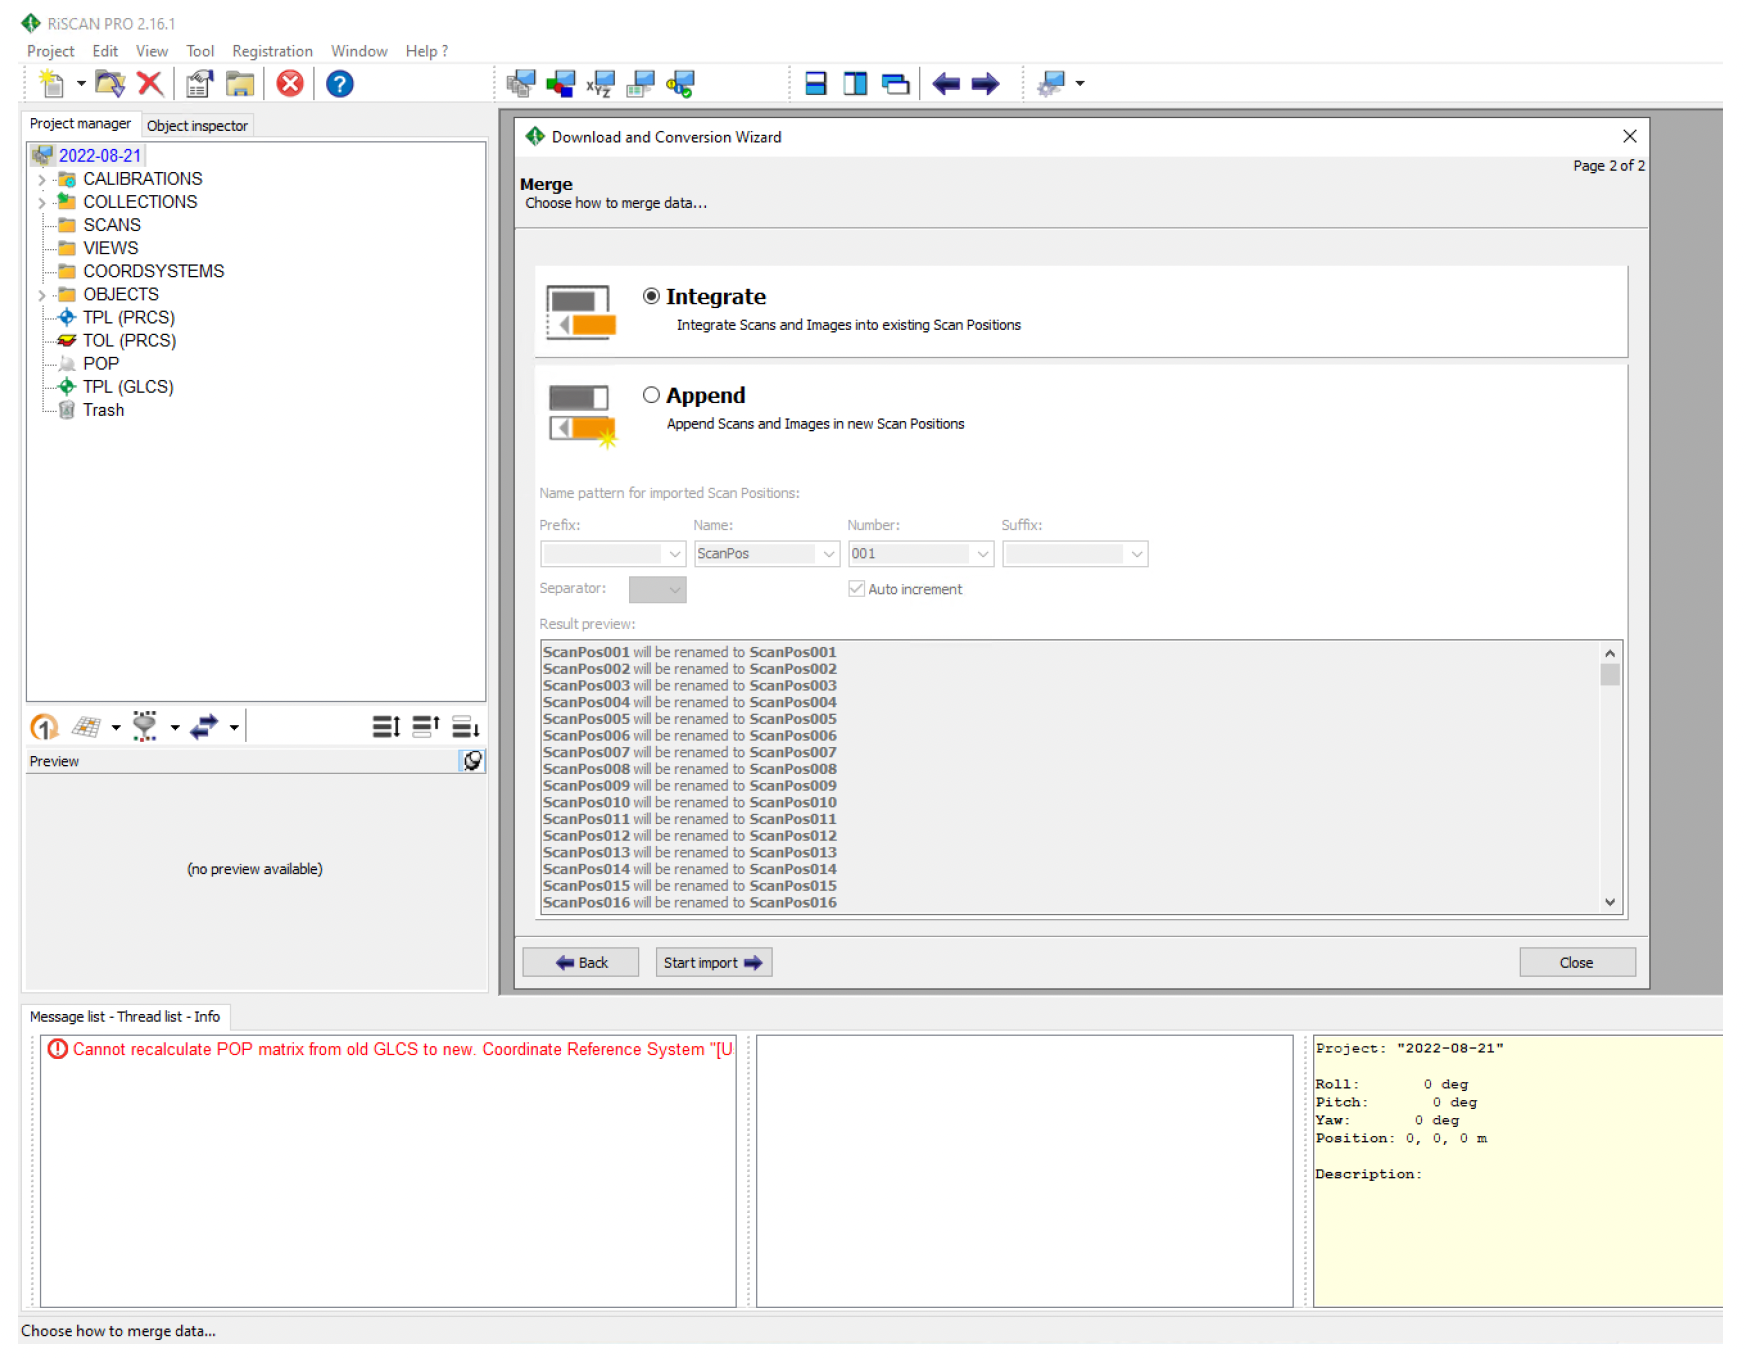 RiSCAN PRO 2.16.1
Project Edit View Tool Registration Window Help ?
Project manager Object inspector
2022-08-21
CALIBRATIONS
COLLECTIONS
SCANS
VIEWS
COORDSYSTEMS
OBJECTS
TPL (PRCS)
TOL (PRCS)
POP
TPL (GLCS)
Trash
Preview
(no preview available)
Download and Conversion Wizard
Page 2 of 2
Merge
Choose how to merge data...
Integrate
Integrate Scans and Images into existing Scan Positions
Append
Append Scans and Images in new Scan Positions
Name pattern for imported Scan Positions:
Prefix: Name: Number: Suffix:
ScanPos 001
Separator: Auto increment
Result preview:
ScanPos001 will be renamed to ScanPos001
ScanPos002 will be renamed to ScanPos002
ScanPos003 will be renamed to ScanPos003
ScanPos004 will be renamed to ScanPos004
ScanPos005 will be renamed to ScanPos005
ScanPos006 will be renamed to ScanPos006
ScanPos007 will be renamed to ScanPos007
ScanPos008 will be renamed to ScanPos008
ScanPos009 will be renamed to ScanPos009
ScanPos010 will be renamed to ScanPos010
ScanPos011 will be renamed to ScanPos011
ScanPos012 will be renamed to ScanPos012
ScanPos013 will be renamed to ScanPos013
ScanPos014 will be renamed to ScanPos014
ScanPos015 will be renamed to ScanPos015
ScanPos016 will be renamed to ScanPos016
Back Start import Close
Message list - Thread list - Info
Cannot recalculate POP matrix from old GLCS to new. Coordinate Reference System "[U
Project: "2022-08-21"
Roll: 0 deg
Pitch: 0 deg
Yaw: 0 deg
Position: 0, 0, 0 m
Description:
Choose how to merge data...